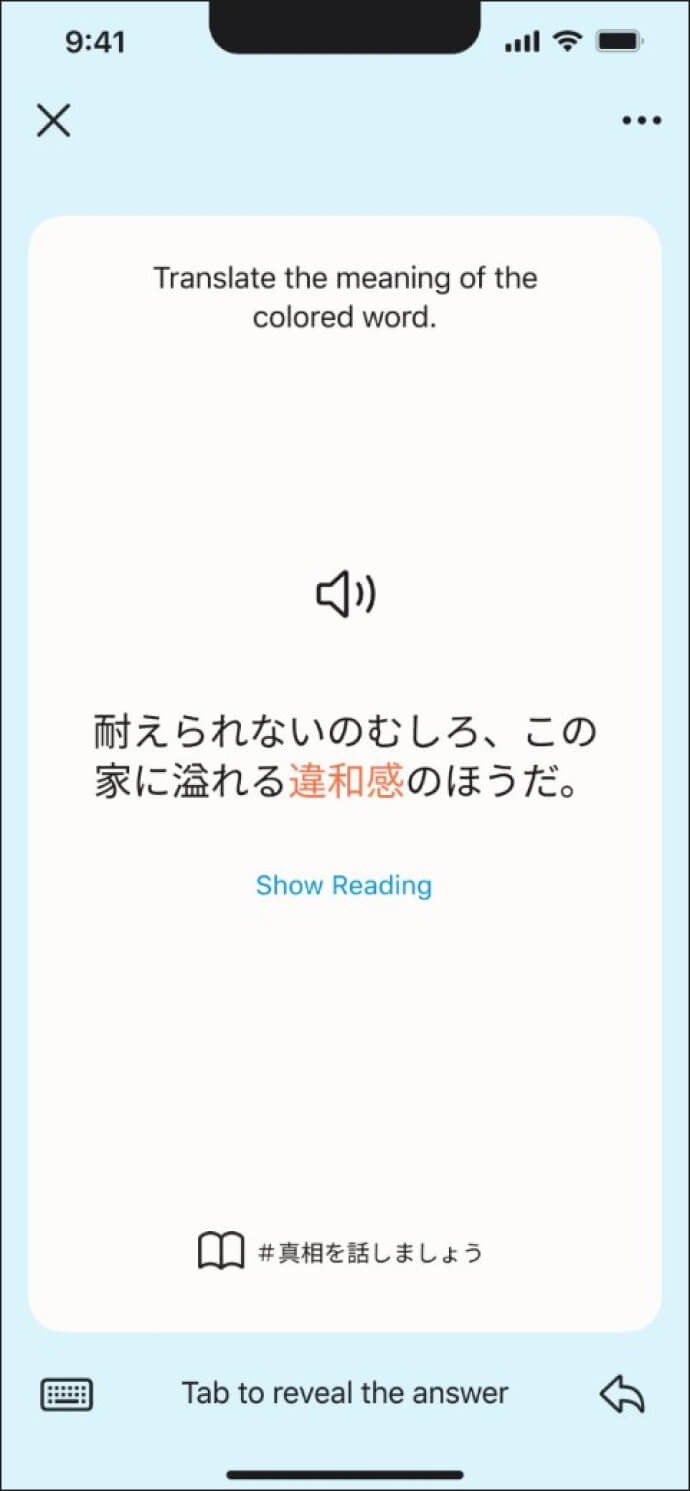 9:41
Translate the meaning of the
colored word.
耐えられないのむしろ、この
家に溢れる違和感のほうだ。
Show Reading
#真相を話しましょう
Tab to reveal the answer